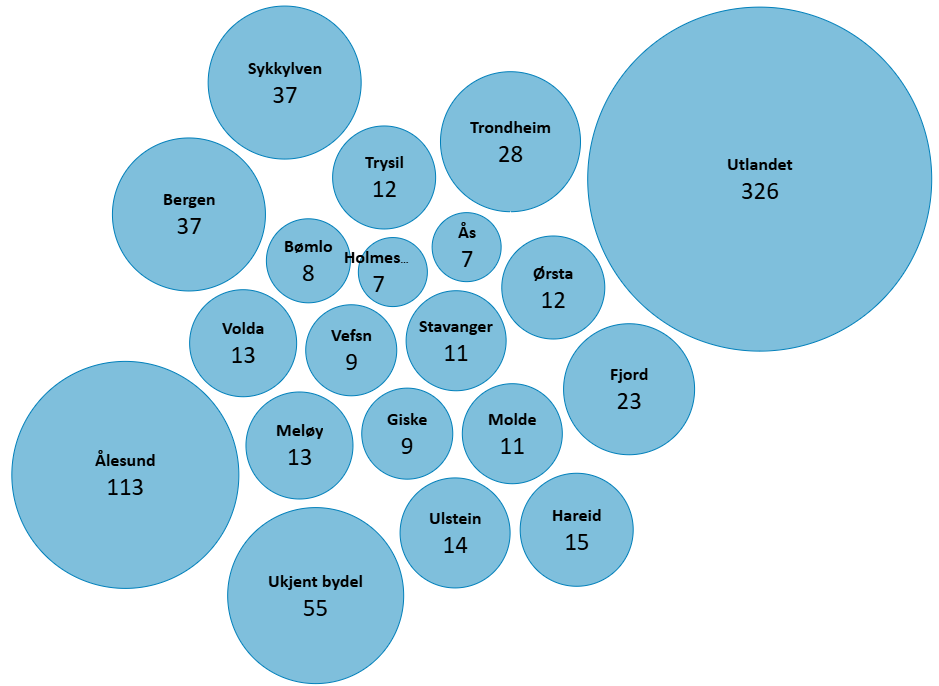 Sykkylven
37
Trondheim
28
Utlandet
326
Trysil
12
Bergen
37
Ås
7
Bømlo
8
Holmes...
7
Ørsta
12
Volda
13
Vefsn
9
Stavanger
11
Fjord
23
Ålesund
113
Meløy
13
Giske
9
Molde
11
Ulstein
14
Hareid
15
Ukjent bydel
55